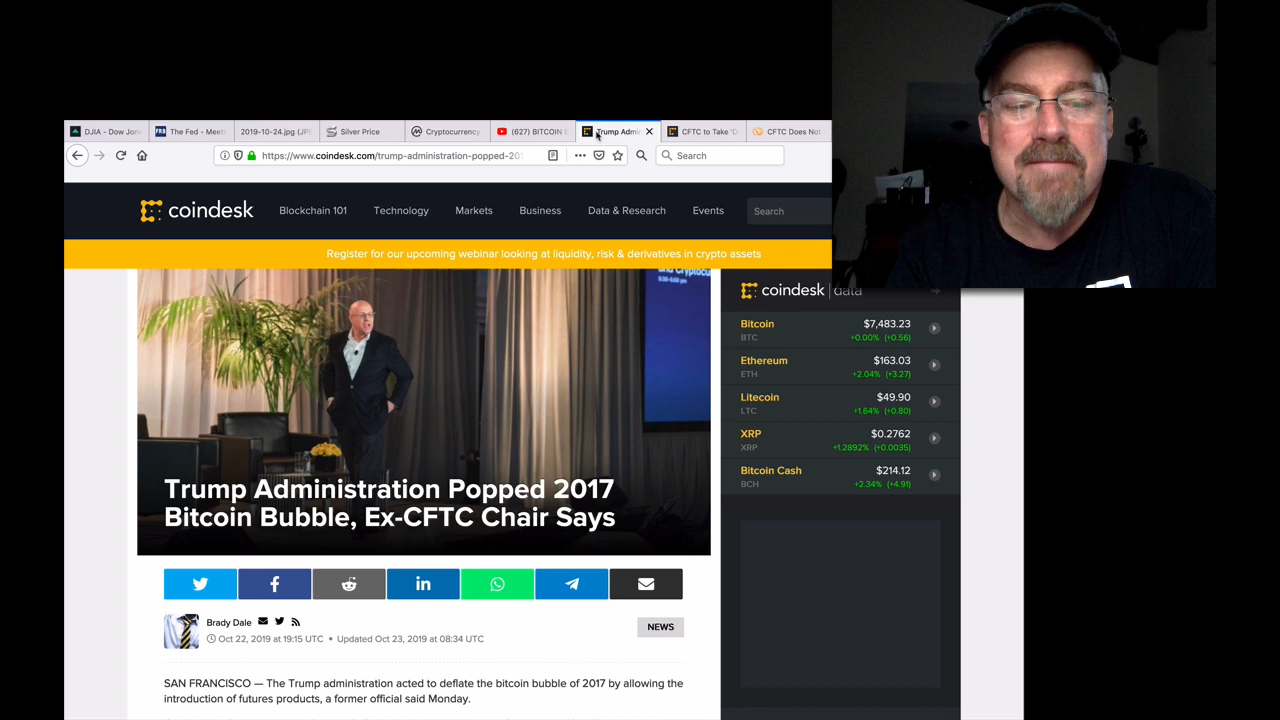 DJIA - Dow Jon
FRB
The Fed - Meet
2019-10-24.jpg (JPE
Silver Price
Cryptocurrency
(627) BITCOIN
Trump Admin
CFTC to Take 'D
CFTC Does Not
https://www.coindesk.com/trump-administration-popped-201
Search
coindesk
Blockchain 101
Technology
Markets
Business
Data & Research
Events
Search
Register for our upcoming webinar looking at liquidity, risk & derivatives in crypto assets
Trump Administration Popped 2017
Bitcoin Bubble, Ex-CFTC Chair Says
Brady Dale
Oct 22, 2019 at 19:15 UTC • Updated Oct 23, 2019 at 08:34 UTC
NEWS
SAN FRANCISCO — The Trump administration acted to deflate the bitcoin bubble of 2017 by allowing the
introduction of futures products, a former official said Monday.
coindesk | data
Bitcoin $7,483.23
BTC +0.00% (+0.56)
Ethereum $163.03
ETH +2.04% (+3.27)
Litecoin $49.90
LTC +1.64% (+0.80)
XRP $0.2762
XRP +1.2892% (+0.0035)
Bitcoin Cash $214.12
BCH +2.34% (+4.91)